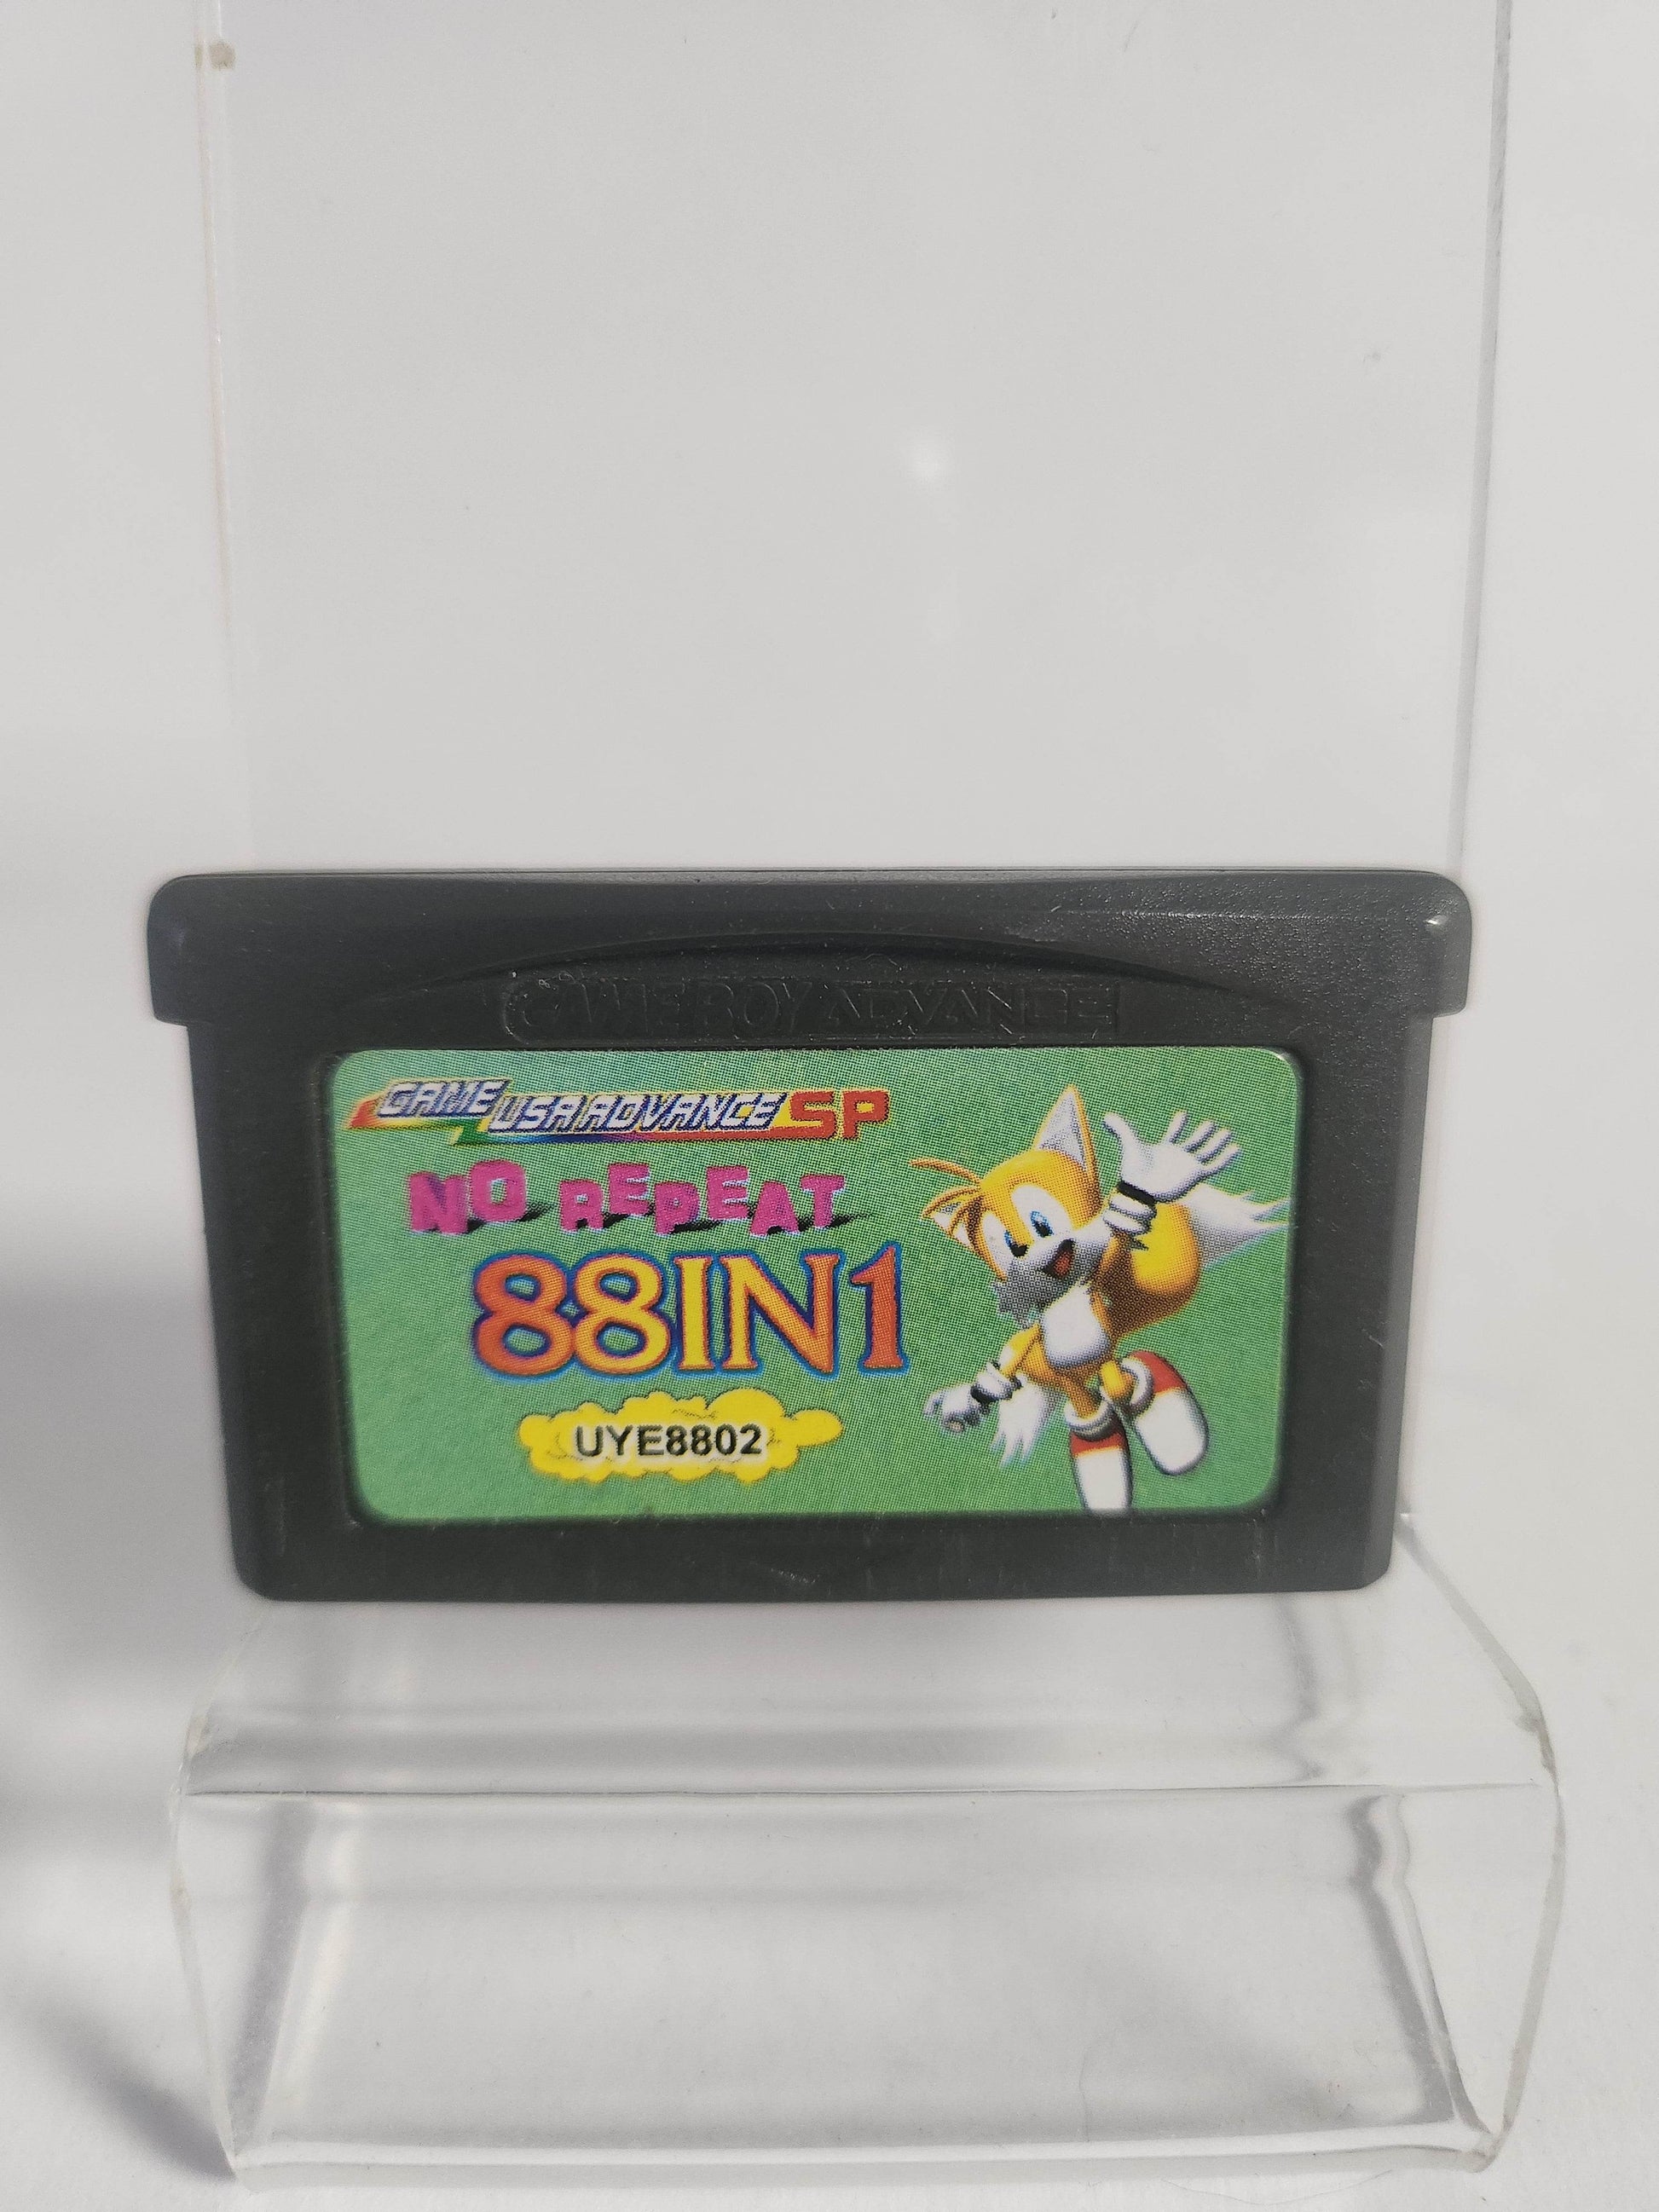 GAME BOY ADVANCE
GAME USA ADVANCE SP
NO REPEAT
88IN1
UYE8802